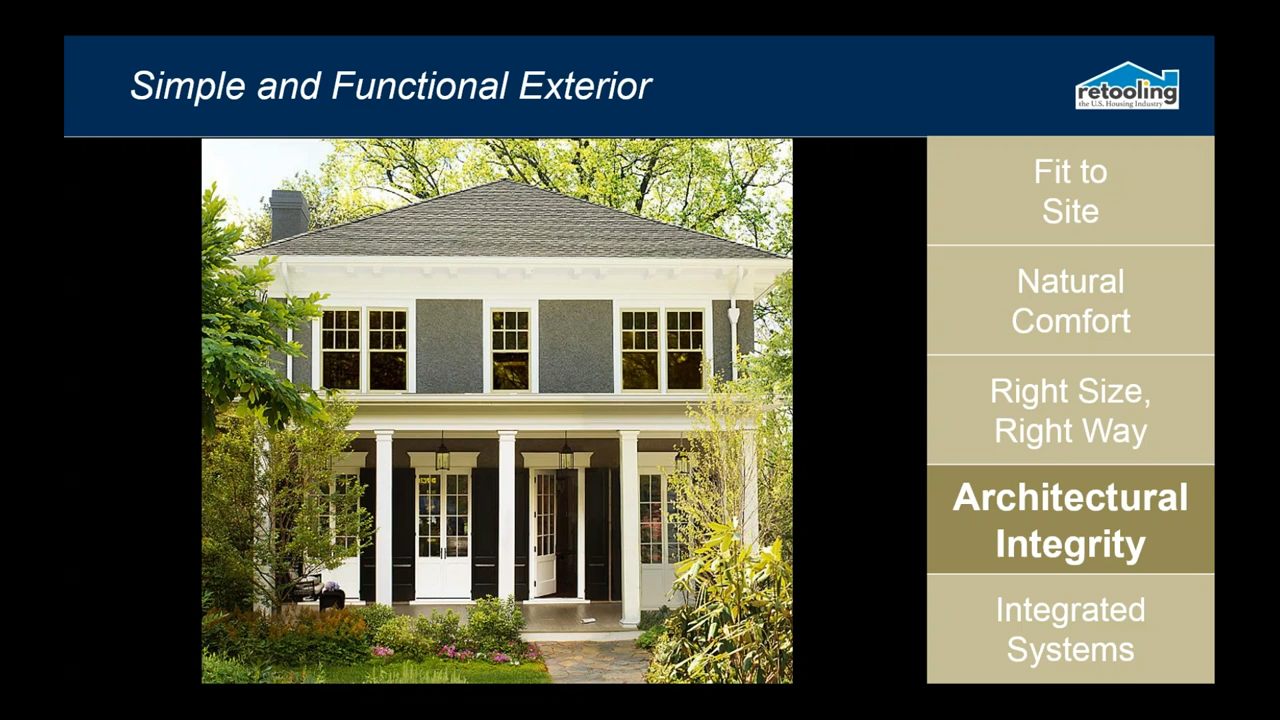 Simple and Functional Exterior
retooling
the U.S. Housing Industry
Fit to
Site
Natural
Comfort
Right Size,
Right Way
Architectural
Integrity
Integrated
Systems